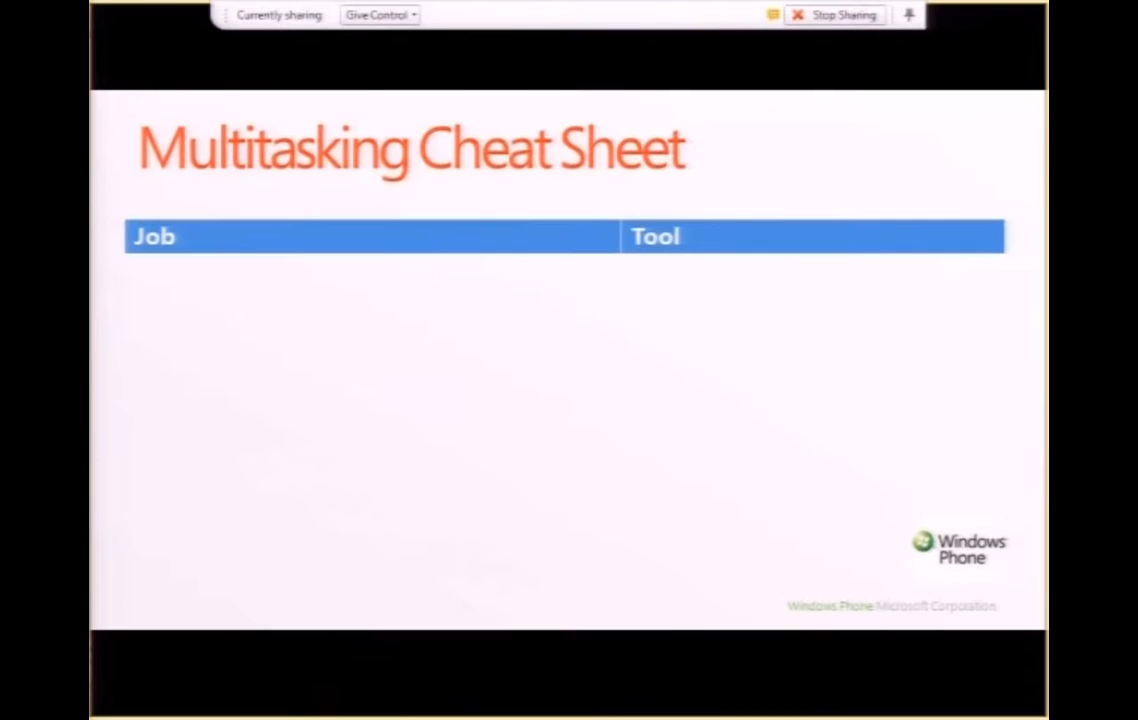 Currently sharing Give Control Stop Sharing
Multitasking Cheat Sheet
Job Tool
Windows
Phone
Windows Phone Microsoft Corporation